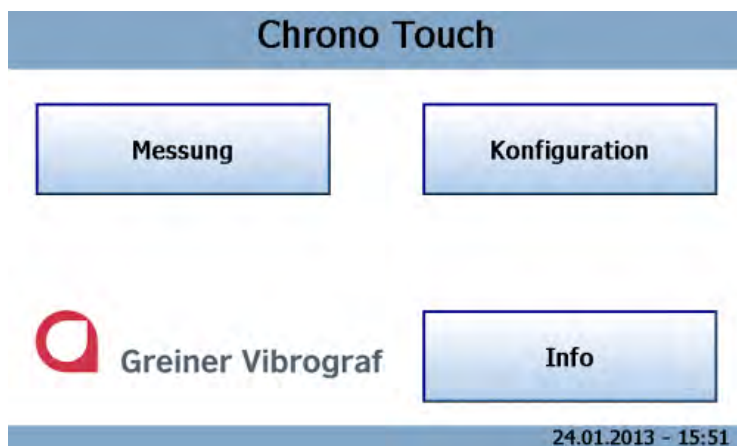 Chrono Touch
Messung
Konfiguration
Greiner Vibrograf
Info
24.01.2013 - 15:51